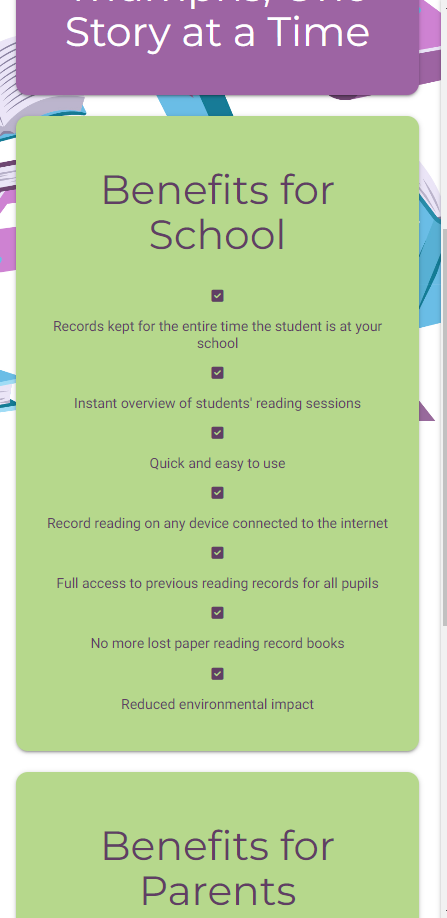 Story at a Time
Benefits for
School
Records kept for the entire time the student is at your
school
Instant overview of students' reading sessions
Quick and easy to use
Record reading on any device connected to the internet
Full access to previous reading records for all pupils
No more lost paper reading record books
Reduced environmental impact
Benefits for
Parents